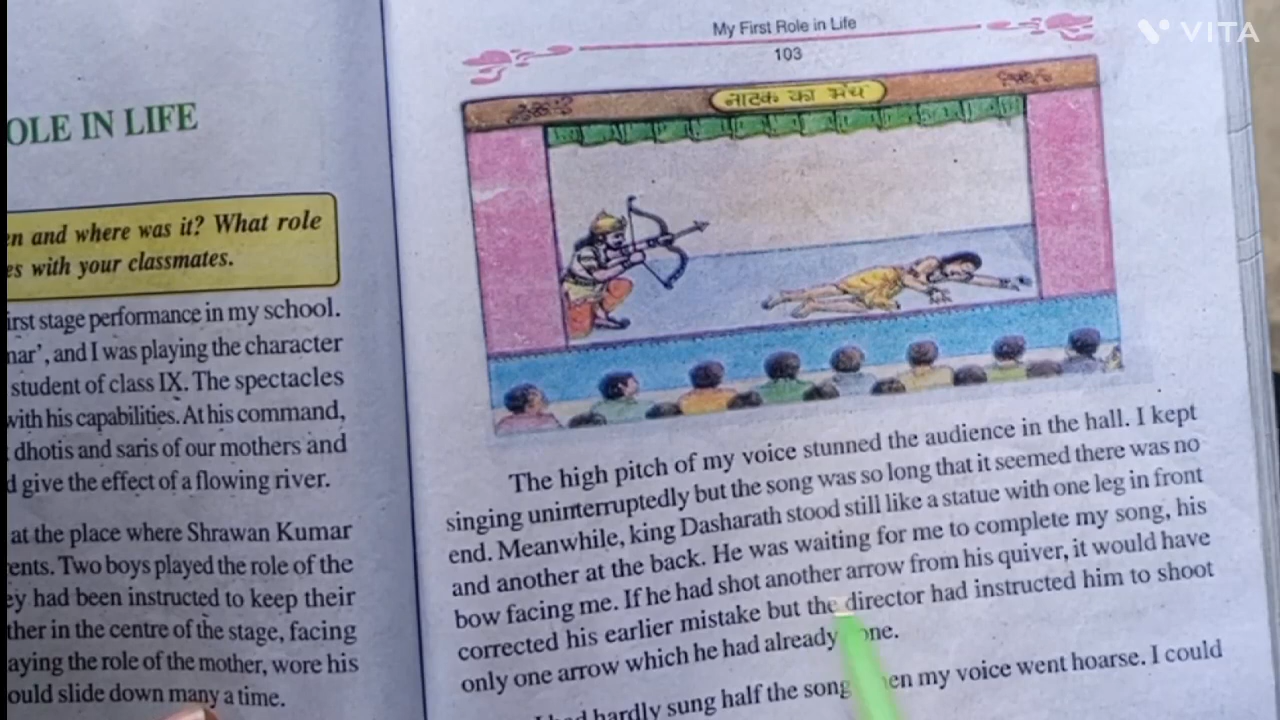 OLE IN LIFE
en and where was it? What role
es with your classmates.
irst stage performance in my school.
nar', and I was playing the character
student of class IX. The spectacles
with his capabilities. At his command,
dhotis and saris of our mothers and
d give the effect of a flowing river.
at the place where Shrawan Kumar
ents. Two boys played the role of the
ey had been instructed to keep their
ther in the centre of the stage, facing
aying the role of the mother, wore his
ould slide down many a time.
My First Role in Life
103
नाटक का मंच
The high pitch of my voice stunned the audience in the hall. I kept
singing uninterruptedly but the song was so long that it seemed there was no
end. Meanwhile, king Dasharath stood still like a statue with one leg in front
and another at the back. He was waiting for me to complete my song, his
bow facing me. If he had shot another arrow from his quiver, it would have
corrected his earlier mistake but the director had instructed him to shoot
only one arrow which he had already one.
had hardly sung half the song en my voice went hoarse. I could
VITA